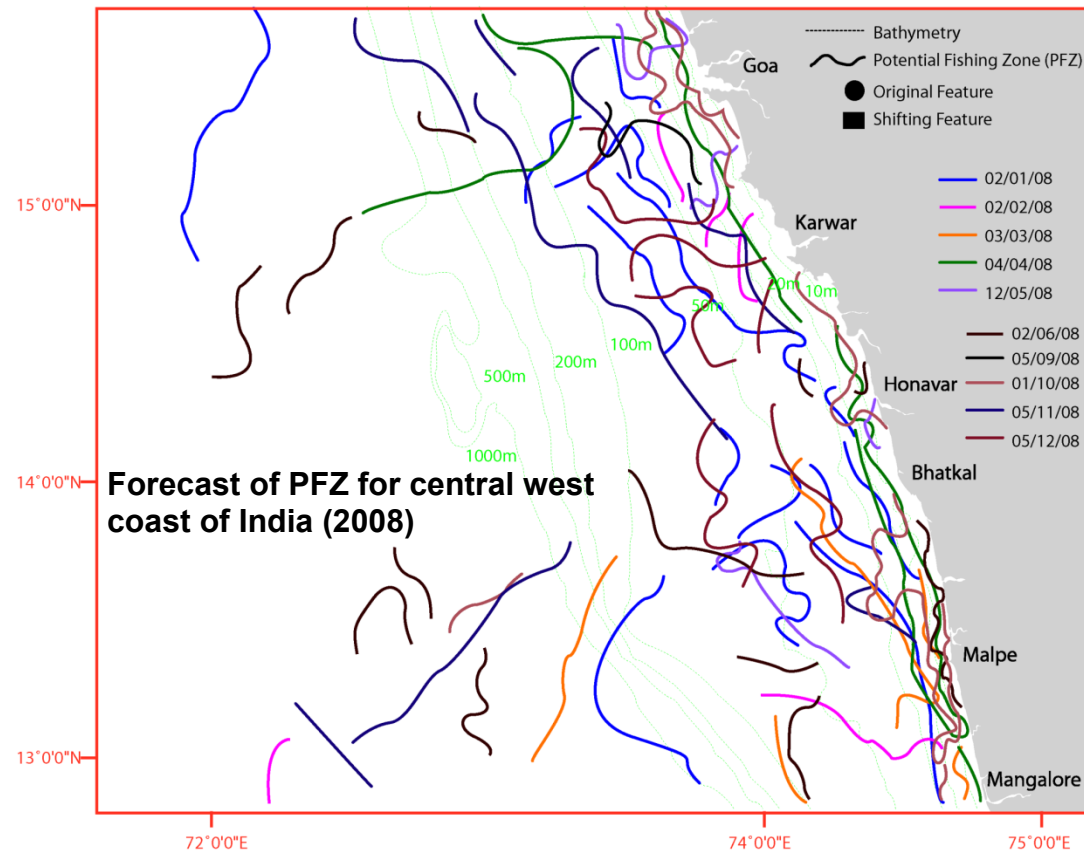 Bathymetry
Potential Fishing Zone (PFZ)
Original Feature
Shifting Feature
Goa
Karwar
Honavar
Bhatkal
Malpe
Mangalore
02/01/08
02/02/08
03/03/08
04/04/08
12/05/08
02/06/08
05/09/08
01/10/08
05/11/08
05/12/08
20m
10m
50m
100m
200m
500m
1000m
Forecast of PFZ for central west
coast of India (2008)
15°0'0"N
14°0'0"N
13°0'0"N
72°0'0"E
74°0'0"E
75°0'0"E